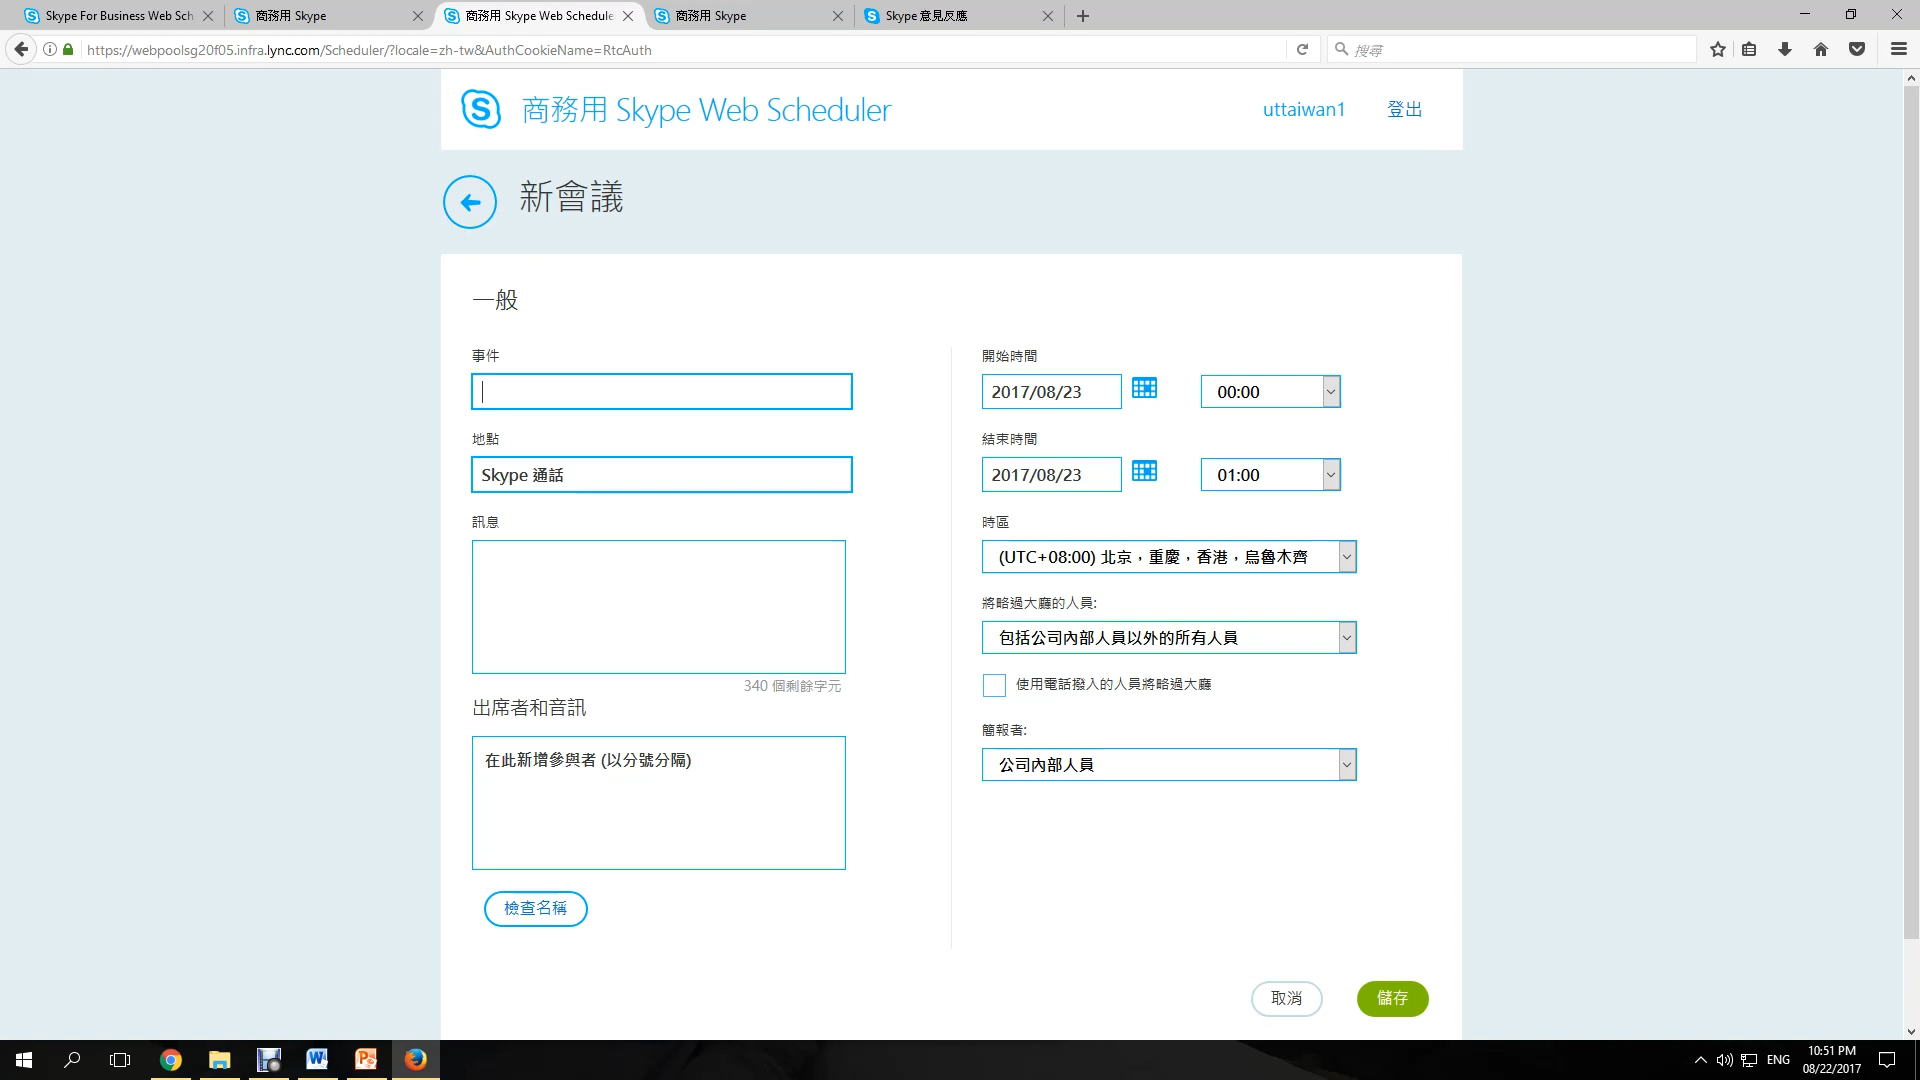 Skype For Business Web Sch
商務用 Skype
商務用 Skype Web Schedule
商務用 Skype
Skype 意見反應
https://webpoolsg20f05.infra.lync.com/Scheduler/?locale=zh-tw&AuthCookieName=RtcAuth
搜尋
商務用 Skype Web Scheduler
uttaiwan1
登出
新會議
一般
事件
地點
Skype 通話
訊息
340 個剩餘字元
出席者和音訊
在此新增參與者 (以分號分隔)
檢查名稱
開始時間
2017/08/23
00:00
結束時間
2017/08/23
01:00
時區
(UTC+08:00) 北京，重慶，香港，烏魯木齊
將略過大廳的人員:
包括公司內部人員以外的所有人員
使用電話撥入的人員將略過大廳
簡報者:
公司內部人員
取消
儲存
ENG
10:51 PM
08/22/2017